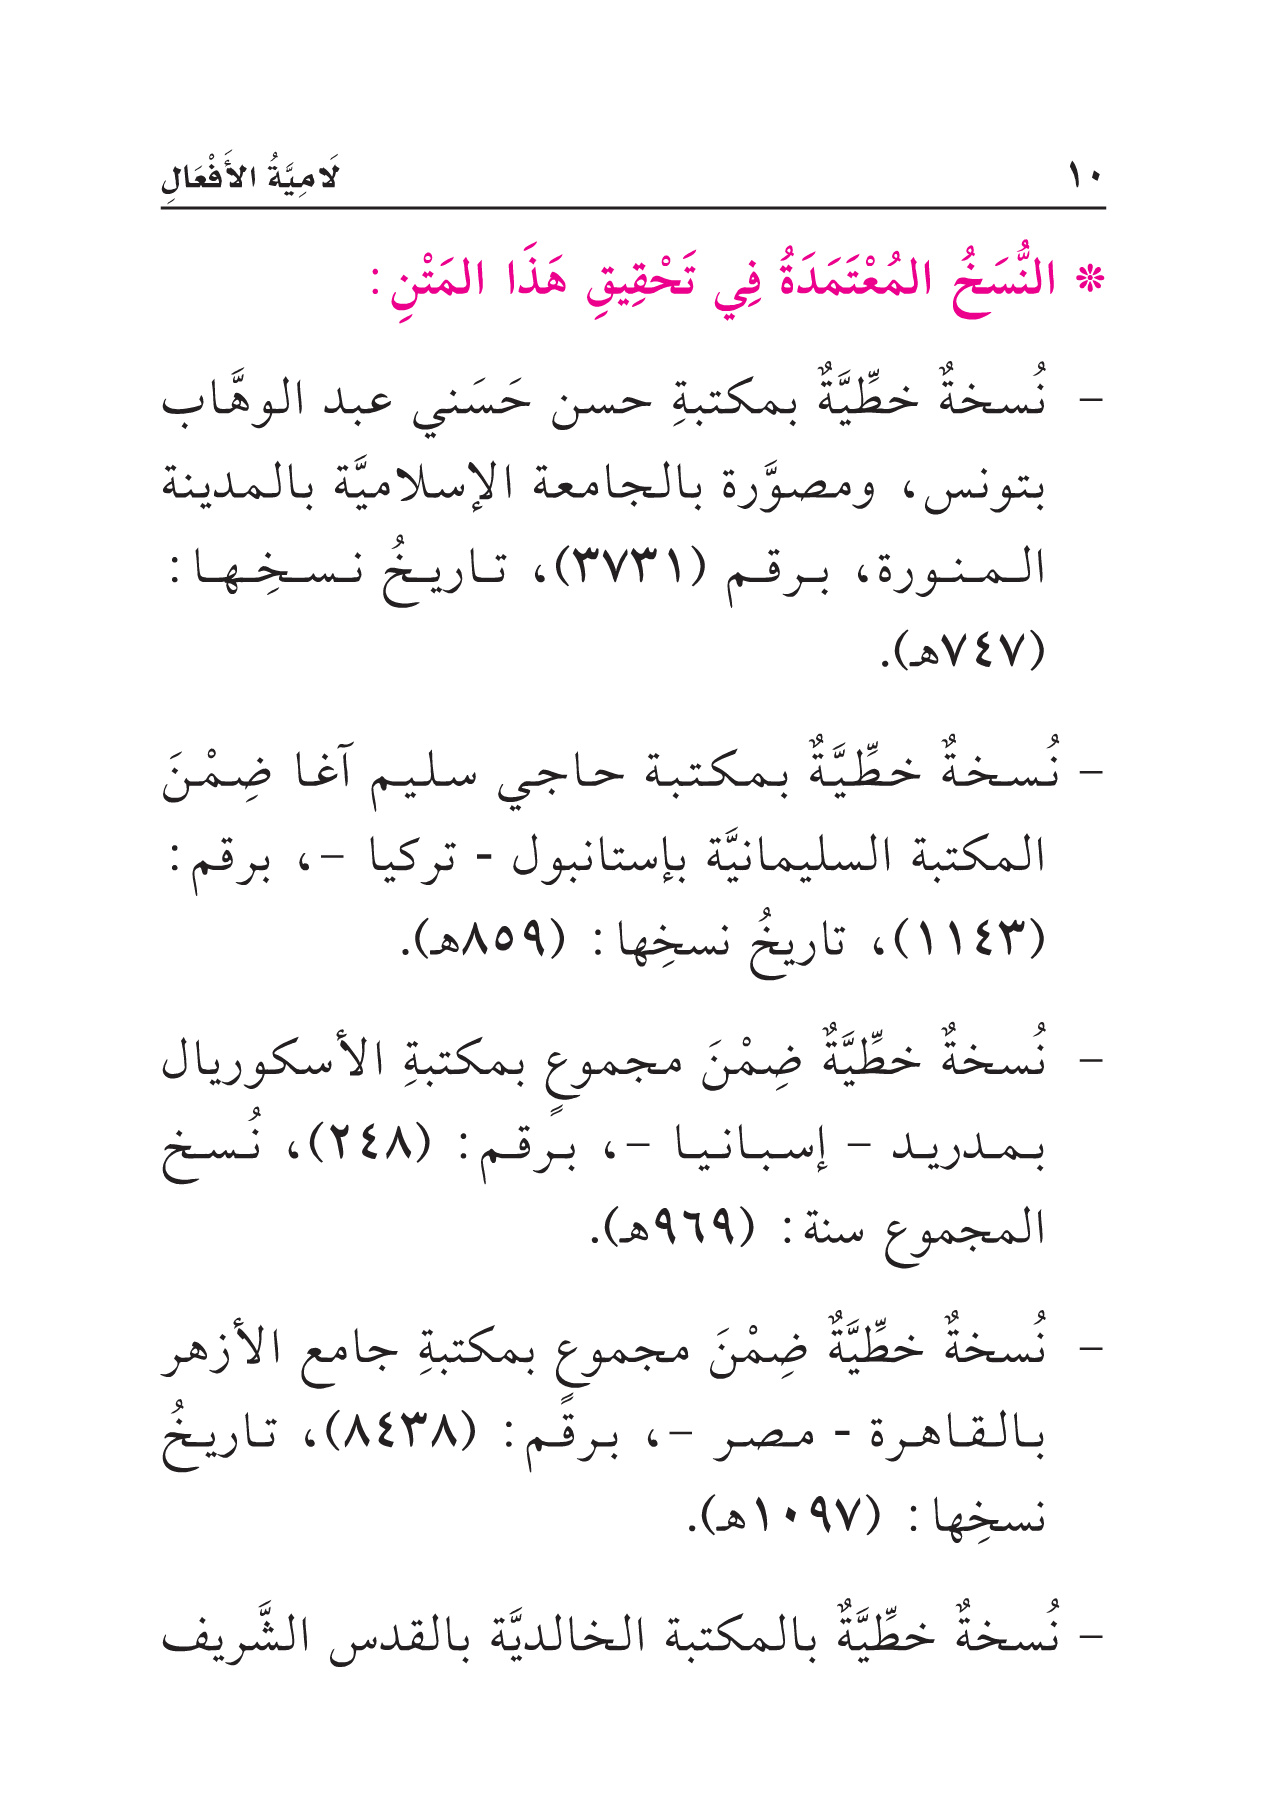 ١٠ لَامِيَّةُ الأَفْعَالِ
* النُّسَخُ المُعْتَمَدَةُ فِي تَحْقِيقِ هَذَا المَتْنِ:
– نُسخةٌ خطِّيَّةٌ بمكتبةِ حسن حَسَني عبد الوهَّاب
بتونس، ومصوَّرة بالجامعة الإسلاميَّة بالمدينة
المنورة، برقم (٣٧٣١)، تاريخُ نسخِها:
(٧٤٧هـ).
– نُسخةٌ خطِّيَّةٌ بمكتبة حاجي سليم آغا ضِمْنَ
المكتبة السليمانيَّة بإستانبول - تركيا –، برقم:
(١١٤٣)، تاريخُ نسخِها: (٨٥٩هـ).
– نُسخةٌ خطِّيَّةٌ ضِمْنَ مجموعٍ بمكتبةِ الأسكوريال
بمدريد – إسبانيا –، برقم: (٢٤٨)، نُسخ
المجموع سنة: (٩٦٩هـ).
– نُسخةٌ خطِّيَّةٌ ضِمْنَ مجموعٍ بمكتبةِ جامع الأزهر
بالقاهرة - مصر –، برقم: (٨٤٣٨)، تاريخُ
نسخِها: (١٠٩٧هـ).
– نُسخةٌ خطِّيَّةٌ بالمكتبة الخالديَّة بالقدس الشَّريف